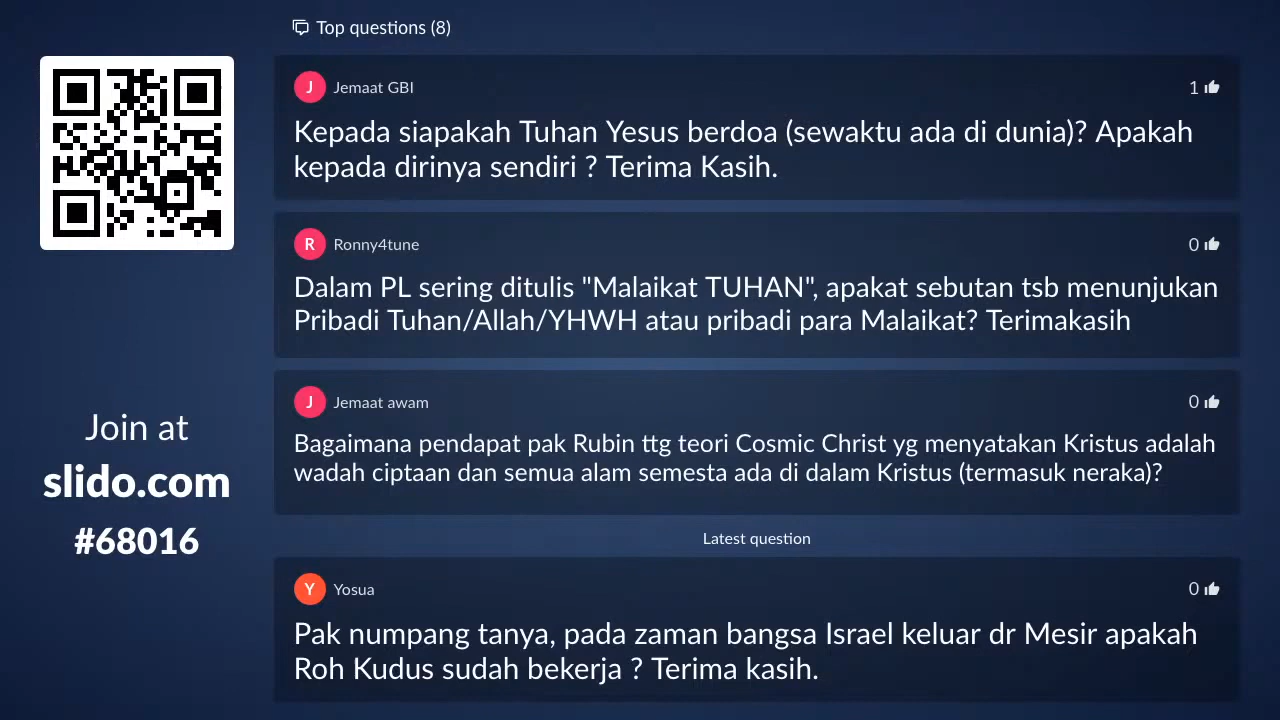 Top questions (8)
J Jemaat GBI 1
Kepada siapakah Tuhan Yesus berdoa (sewaktu ada di dunia)? Apakah
kepada dirinya sendiri ? Terima Kasih.
R Ronny4tune 0
Dalam PL sering ditulis "Malaikat TUHAN", apakat sebutan tsb menunjukan
Pribadi Tuhan/Allah/YHWH atau pribadi para Malaikat? Terimakasih
J Jemaat awam 0
Bagaimana pendapat pak Rubin ttg teori Cosmic Christ yg menyatakan Kristus adalah
wadah ciptaan dan semua alam semesta ada di dalam Kristus (termasuk neraka)?
Latest question
Y Yosua 0
Pak numpang tanya, pada zaman bangsa Israel keluar dr Mesir apakah
Roh Kudus sudah bekerja ? Terima kasih.
Join at
slido.com
#68016